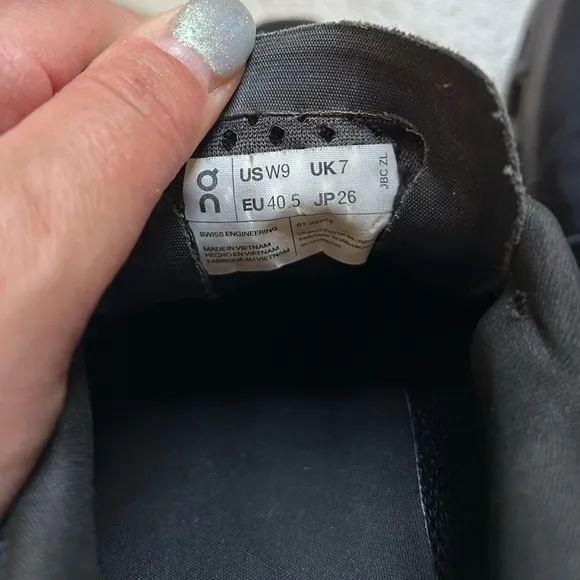 US W9 UK 7
EU 40.5 JP 26
JBC ZL
SWISS ENGINEERING
MADE IN VIETNAM
HECHO EN VIETNAM
FABRIQUÉ AU VIETNAM